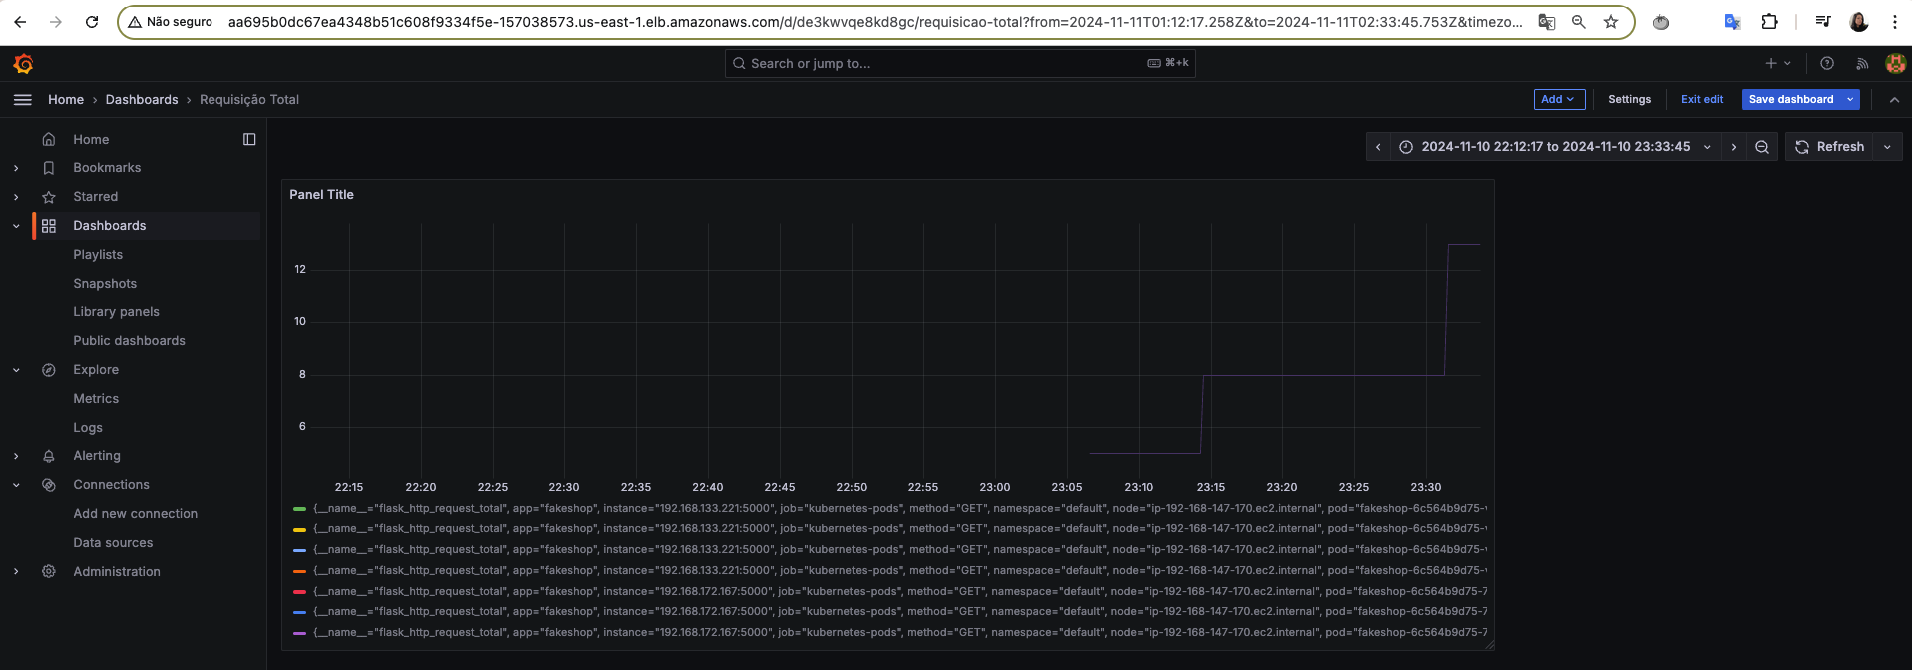 Não seguro aa695b0dc67ea4348b51c608f9334f5e-157038573.us-east-1.elb.amazonaws.com/d/de3kwvqe8kd8gc/requisicao-total?from=2024-11-11T01:12:17.258Z&to=2024-11-11T02:33:45.753Z&timezo...
Search or jump to... ⌘+k
Home › Dashboards › Requisição Total
Add Settings Exit edit Save dashboard
Home
Bookmarks
Starred
Dashboards
Playlists
Snapshots
Library panels
Public dashboards
Explore
Metrics
Logs
Alerting
Connections
Add new connection
Data sources
Administration
2024-11-10 22:12:17 to 2024-11-10 23:33:45 Refresh
Panel Title
12
10
8
6
22:15 22:20 22:25 22:30 22:35 22:40 22:45 22:50 22:55 23:00 23:05 23:10 23:15 23:20 23:25 23:30
{__name__="flask_http_request_total", app="fakeshop", instance="192.168.133.221:5000", job="kubernetes-pods", method="GET", namespace="default", node="ip-192-168-147-170.ec2.internal", pod="fakeshop-6c564b9d75-
{__name__="flask_http_request_total", app="fakeshop", instance="192.168.133.221:5000", job="kubernetes-pods", method="GET", namespace="default", node="ip-192-168-147-170.ec2.internal", pod="fakeshop-6c564b9d75-
{__name__="flask_http_request_total", app="fakeshop", instance="192.168.133.221:5000", job="kubernetes-pods", method="GET", namespace="default", node="ip-192-168-147-170.ec2.internal", pod="fakeshop-6c564b9d75-
{__name__="flask_http_request_total", app="fakeshop", instance="192.168.133.221:5000", job="kubernetes-pods", method="GET", namespace="default", node="ip-192-168-147-170.ec2.internal", pod="fakeshop-6c564b9d75-
{__name__="flask_http_request_total", app="fakeshop", instance="192.168.172.167:5000", job="kubernetes-pods", method="GET", namespace="default", node="ip-192-168-147-170.ec2.internal", pod="fakeshop-6c564b9d75-7
{__name__="flask_http_request_total", app="fakeshop", instance="192.168.172.167:5000", job="kubernetes-pods", method="GET", namespace="default", node="ip-192-168-147-170.ec2.internal", pod="fakeshop-6c564b9d75-7
{__name__="flask_http_request_total", app="fakeshop", instance="192.168.172.167:5000", job="kubernetes-pods", method="GET", namespace="default", node="ip-192-168-147-170.ec2.internal", pod="fakeshop-6c564b9d75-7